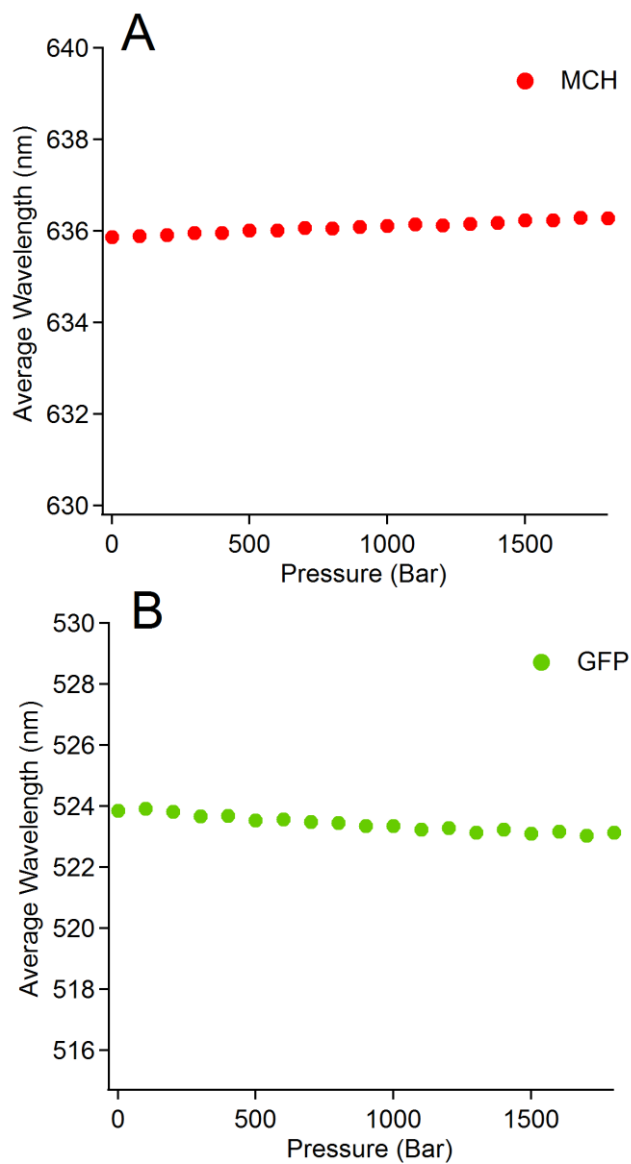 A
MCH
640
638
636
634
632
630
Average Wavelength (nm)
0 500 1000 1500
Pressure (Bar)
B
GFP
530
528
526
524
522
520
518
516
Average Wavelength (nm)
0 500 1000 1500
Pressure (Bar)